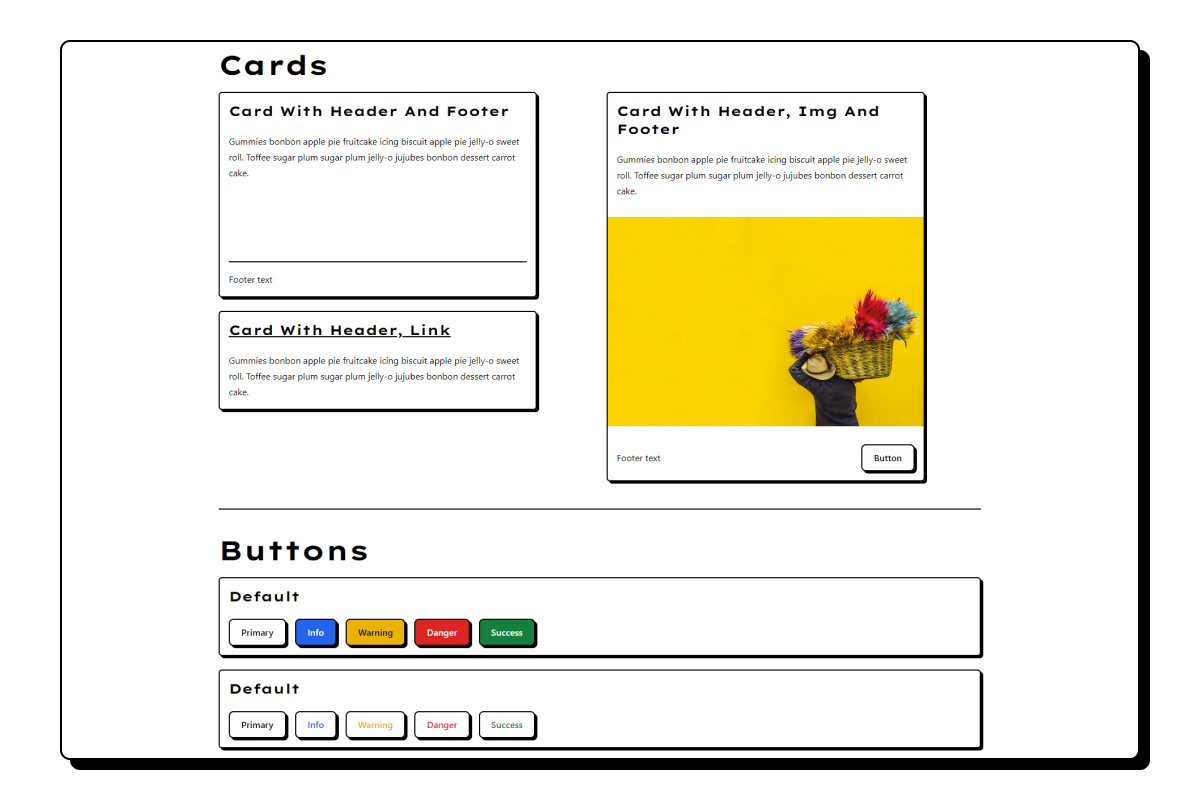 Cards
Card With Header And Footer
Gummies bonbon apple pie fruitcake icing biscuit apple pie jelly-o sweet
roll. Toffee sugar plum sugar plum jelly-o jujubes bonbon dessert carrot
cake.
Footer text
Card With Header, Link
Gummies bonbon apple pie fruitcake icing biscuit apple pie jelly-o sweet
roll. Toffee sugar plum sugar plum jelly-o jujubes bonbon dessert carrot
cake.
Card With Header, Img And
Footer
Gummies bonbon apple pie fruitcake icing biscuit apple pie jelly-o sweet
roll. Toffee sugar plum sugar plum jelly-o jujubes bonbon dessert carrot
cake.
Footer text
Button
Buttons
Default
Primary Info Warning Danger Success
Default
Primary Info Warning Danger Success